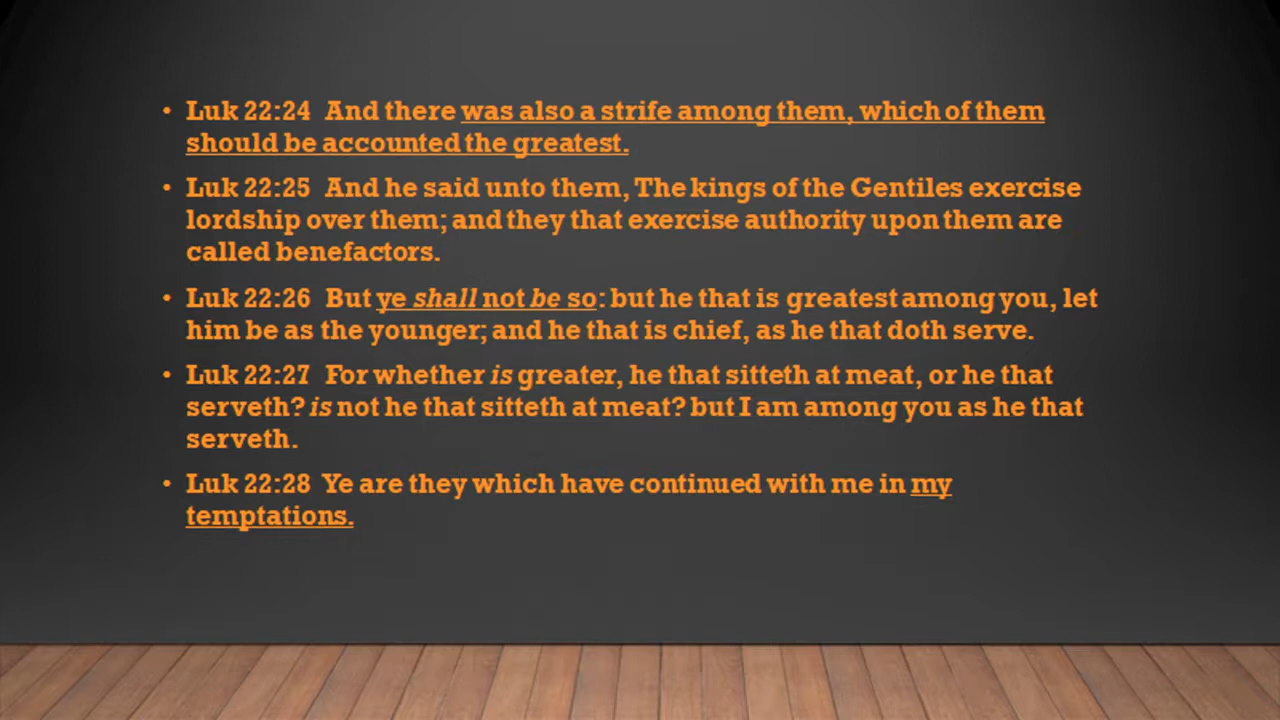 • Luk 22:24 And there was also a strife among them, which of them
should be accounted the greatest.
• Luk 22:25 And he said unto them, The kings of the Gentiles exercise
lordship over them; and they that exercise authority upon them are
called benefactors.
• Luk 22:26 But ye shall not be so: but he that is greatest among you, let
him be as the younger; and he that is chief, as he that doth serve.
• Luk 22:27 For whether is greater, he that sitteth at meat, or he that
serveth? is not he that sitteth at meat? but I am among you as he that
serveth.
• Luk 22:28 Ye are they which have continued with me in my
temptations.